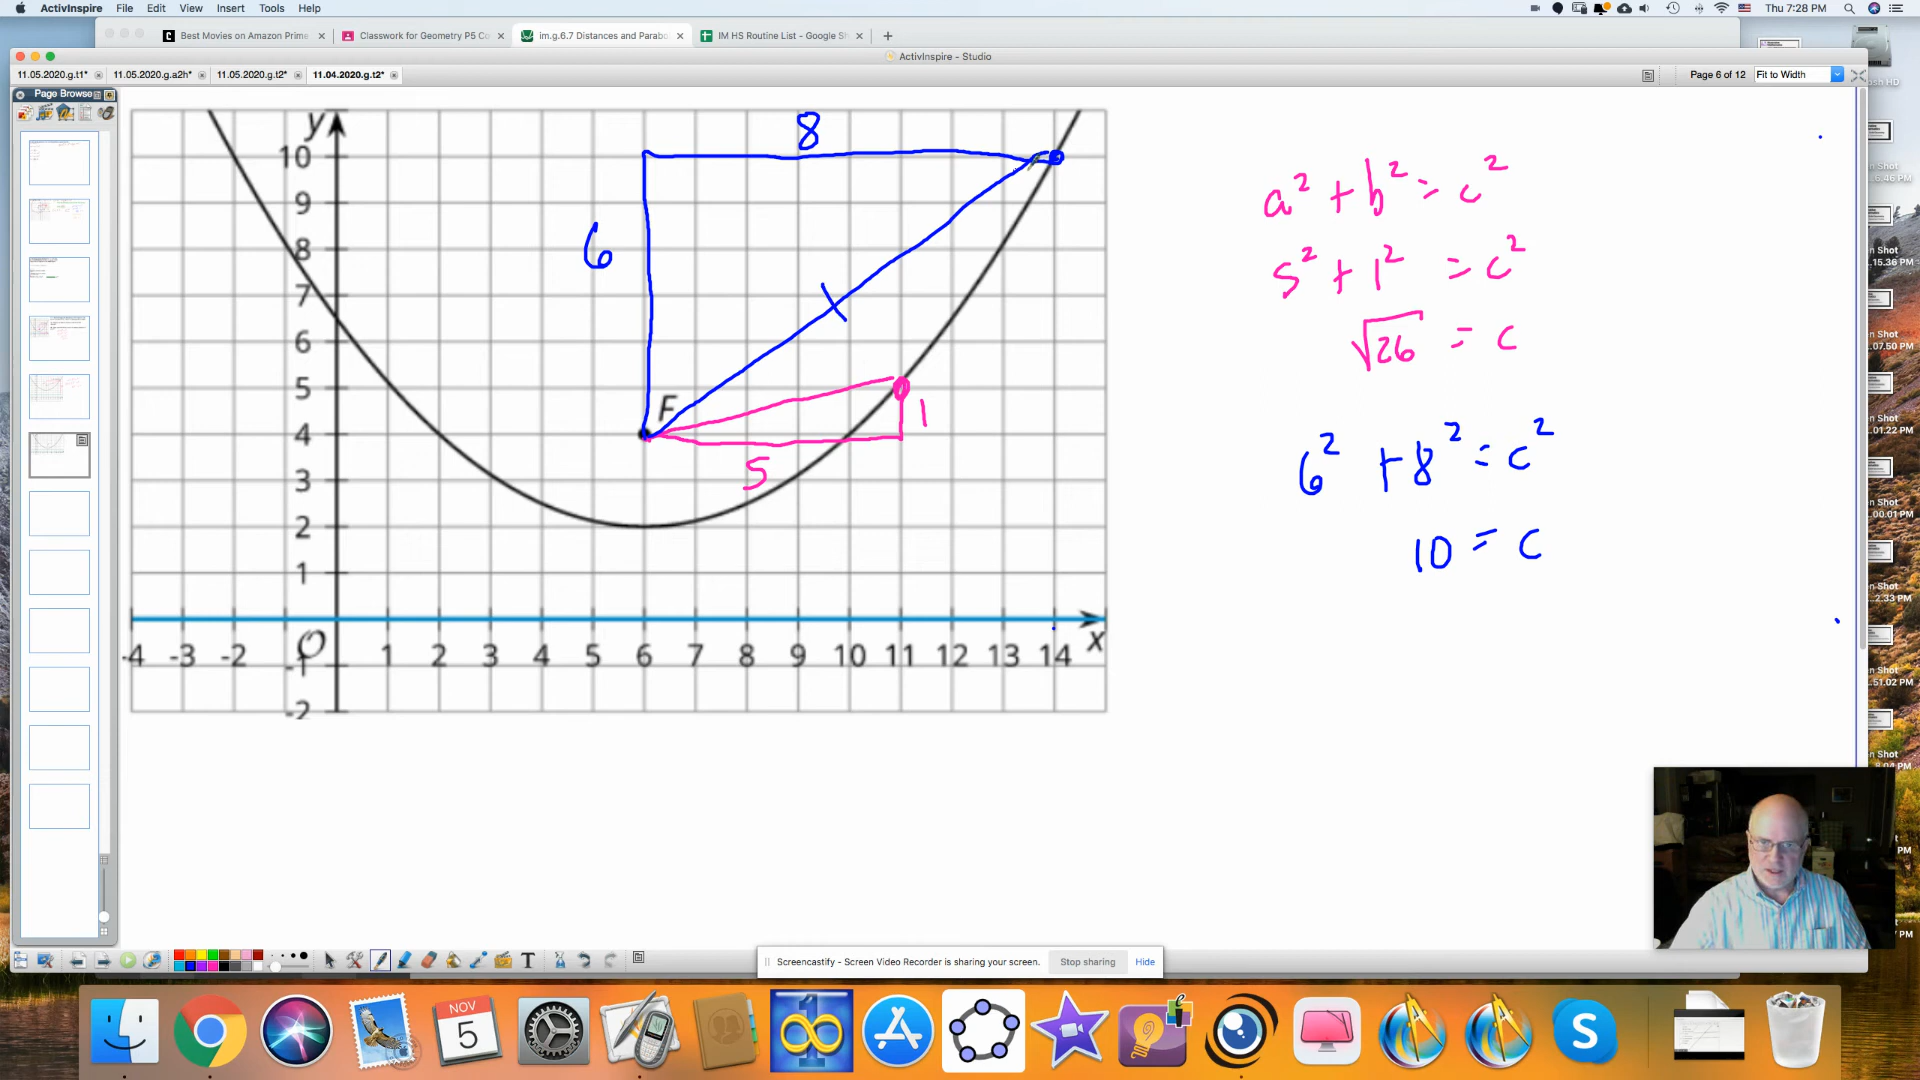 ActivInspire File Edit View Insert Tools Help Thu 7:28 PM
Best Movies on Amazon Prime Classwork for Geometry P5 Co im.g.6.7 Distances and Parabo IM HS Routine List - Google Sh
ActivInspire - Studio
11.05.2020.g.t1* 11.05.2020.g.a2h* 11.05.2020.g.t2* 11.04.2020.g.t2* Page 6 of 12 Fit to Width
Page Browse
y
10
9
8
7
6
5
4
3
2
1
-1
-2
O
-4 -3 -2 1 2 3 4 5 6 7 8 9 10 11 12 13 14 x
F
8
6
5
1
a² + b² = c²
5² + 1² = c²
√26 = c
6² + 8² = c²
10 = c
Screencastify - Screen Video Recorder is sharing your screen. Stop sharing Hide
NOV
5
1
S